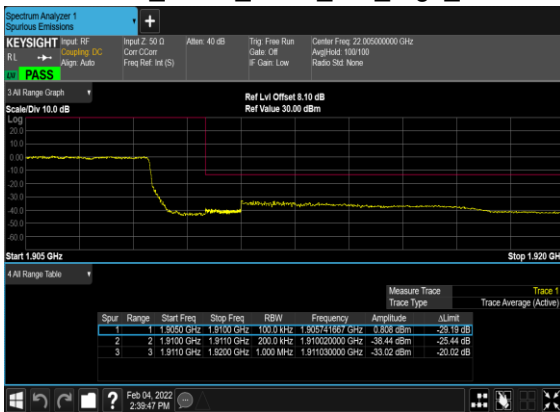 Spectrum Analyzer 1
Spurious Emissions
+
KEYSIGHT
RL
Input: RF
Coupling: DC
Align: Auto
Input Z: 50 Ω
Corr CCorr
Freq Ref: Int (S)
Atten: 40 dB
Trig: Free Run
Gate: Off
IF Gain: Low
Center Freq: 22.005000000 GHz
Avg|Hold: 100/100
Radio Std: None
PASS
3 All Range Graph
Ref Lvl Offset 8.10 dB
Scale/Div 10.0 dB
Ref Value 30.00 dBm
Log
20.0
10.0
0.00
-10.0
-20.0
-30.0
-40.0
-50.0
-60.0
Start 1.905 GHz
Stop 1.920 GH
4 All Range Table
Measure Trace Trace 1
Trace Type Trace Average (Active)
Spur Range Start Freq Stop Freq RBW Frequency Amplitude ΔLimit
1 1 1.9050 GHz 1.9100 GHz 100.0 kHz 1.905741667 GHz 0.808 dBm -29.19 dB
2 2 1.9100 GHz 1.9110 GHz 200.0 kHz 1.910020000 GHz -38.44 dBm -25.44 dB
3 3 1.9110 GHz 1.9200 GHz 1.000 MHz 1.911030000 GHz -33.02 dBm -20.02 dB
?
Feb 04, 2022
2:39:47 PM